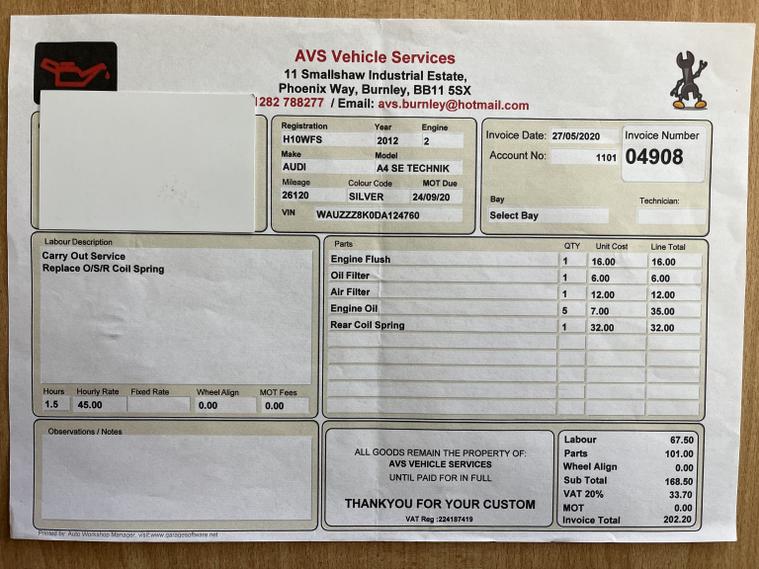 AVS Vehicle Services
11 Smallshaw Industrial Estate,
Phoenix Way, Burnley, BB11 5SX
1282 788277 / Email: avs.burnley@hotmail.com
Registration Year Engine
H10WFS 2012 2
Make Model
AUDI A4 SE TECHNIK
Mileage Colour Code MOT Due
26120 SILVER 24/09/20
VIN WAUZZZ8K0DA124760
Invoice Date: 27/05/2020 Invoice Number
Account No: 1101 04908
Bay Technician:
Select Bay
Labour Description
Carry Out Service
Replace O/S/R Coil Spring
Hours Hourly Rate Fixed Rate Wheel Align MOT Fees
1.5 45.00 0.00 0.00
Parts QTY Unit Cost Line Total
Engine Flush 1 16.00 16.00
Oil Filter 1 6.00 6.00
Air Filter 1 12.00 12.00
Engine Oil 5 7.00 35.00
Rear Coil Spring 1 32.00 32.00
Observations / Notes
ALL GOODS REMAIN THE PROPERTY OF:
AVS VEHICLE SERVICES
UNTIL PAID FOR IN FULL
THANKYOU FOR YOUR CUSTOM
VAT Reg :224187419
Labour 67.50
Parts 101.00
Wheel Align 0.00
Sub Total 168.50
VAT 20% 33.70
MOT 0.00
Invoice Total 202.20
Printed by: Auto Workshop Manager, visit:www.garagesoftware.net